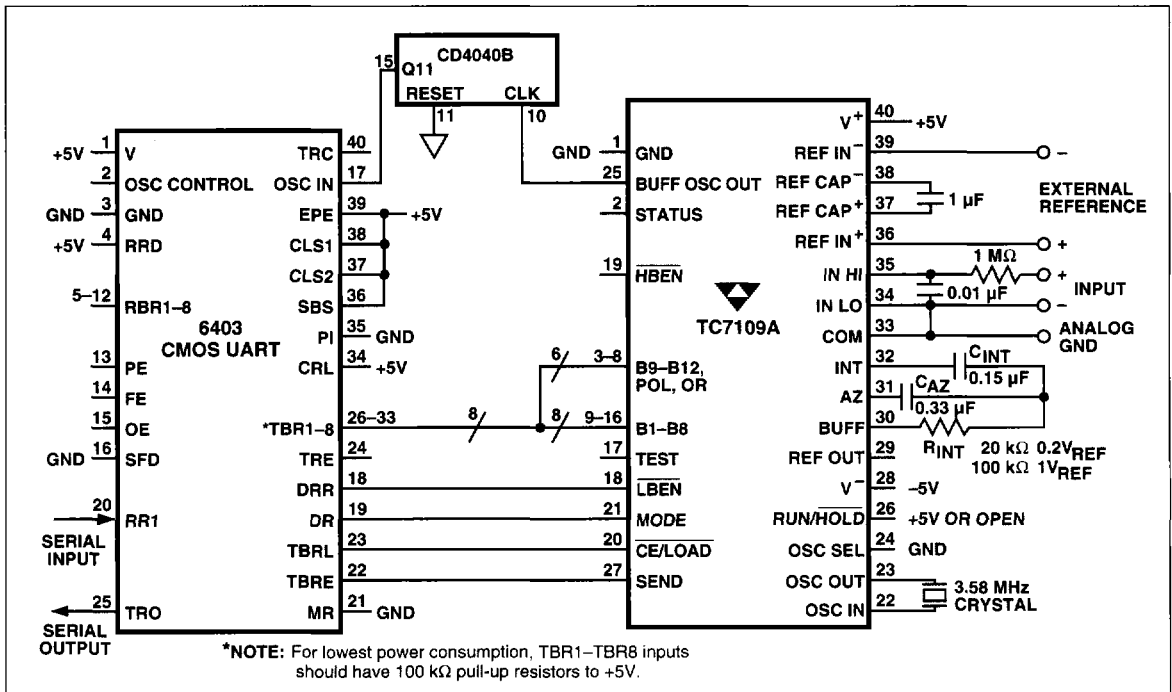 CD4040B
15 Q11
RESET CLK
11 10
6403
CMOS UART
1 V +5V
2 OSC CONTROL
3 GND GND
4 RRD +5V
5–12 RBR1-8
13 PE
14 FE
15 OE
16 SFD GND
20 RR1
SERIAL
INPUT
25 TRO
SERIAL
OUTPUT
TRC 40
OSC IN 17
EPE 39 +5V
CLS1 38
CLS2 37
SBS 36
PI 35 GND
CRL 34 +5V
*TBR1–8 26–33
TRE 24
DRR 18
DR 19
TBRL 23
TBRE 22
MR 21 GND
8
6
8
TC7109A
GND 1 GND
25 BUFF OSC OUT
2 STATUS
19 HBEN
3–8 B9–B12,
POL, OR
9–16 B1–B8
17 TEST
18 LBEN
21 MODE
20 CE/LOAD
27 SEND
V+ 40 +5V
REF IN− 39 −
REF CAP− 38
1 µF
REF CAP+ 37
EXTERNAL
REFERENCE
REF IN+ 36 +
1 MΩ
IN HI 35 +
0.01 µF
INPUT
IN LO 34 −
COM 33
ANALOG
GND
INT 32 CINT
0.15 µF
AZ 31 CAZ
0.33 µF
BUFF 30
RINT 20 kΩ 0.2VREF
100 kΩ 1VREF
REF OUT 29
V− 28 −5V
RUN/HOLD 26 +5V OR OPEN
OSC SEL 24 GND
OSC OUT 23
3.58 MHz
CRYSTAL
OSC IN 22
*NOTE: For lowest power consumption, TBR1–TBR8 inputs
should have 100 kΩ pull-up resistors to +5V.